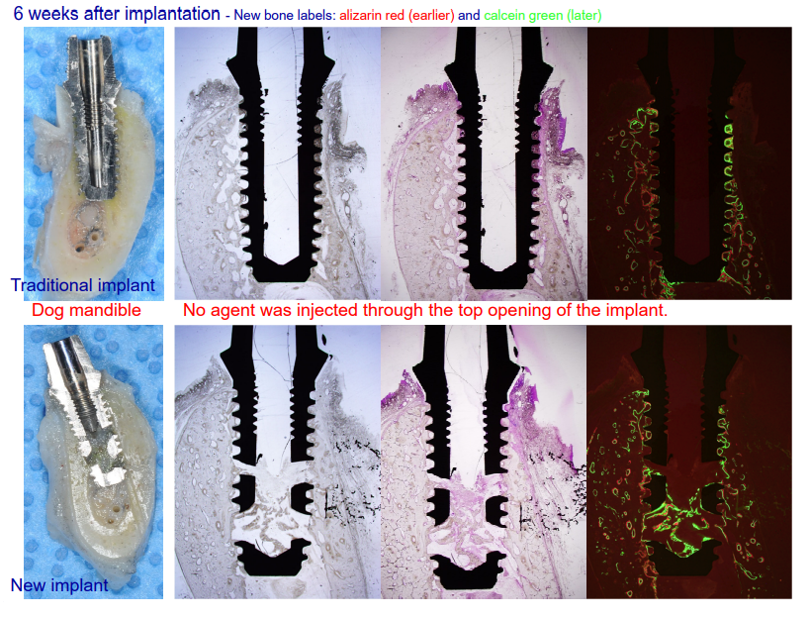 6 weeks after implantation - New bone labels: alizarin red (earlier) and calcein green (later)
Traditional implant
Dog mandible No agent was injected through the top opening of the implant.
New implant